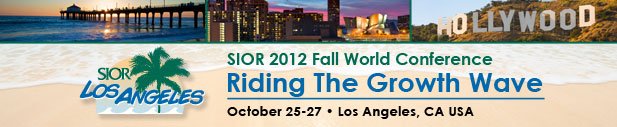 HOLLYWOOD
SIOR
LOS ANGELES
SIOR 2012 Fall World Conference
Riding The Growth Wave
October 25-27 • Los Angeles, CA USA